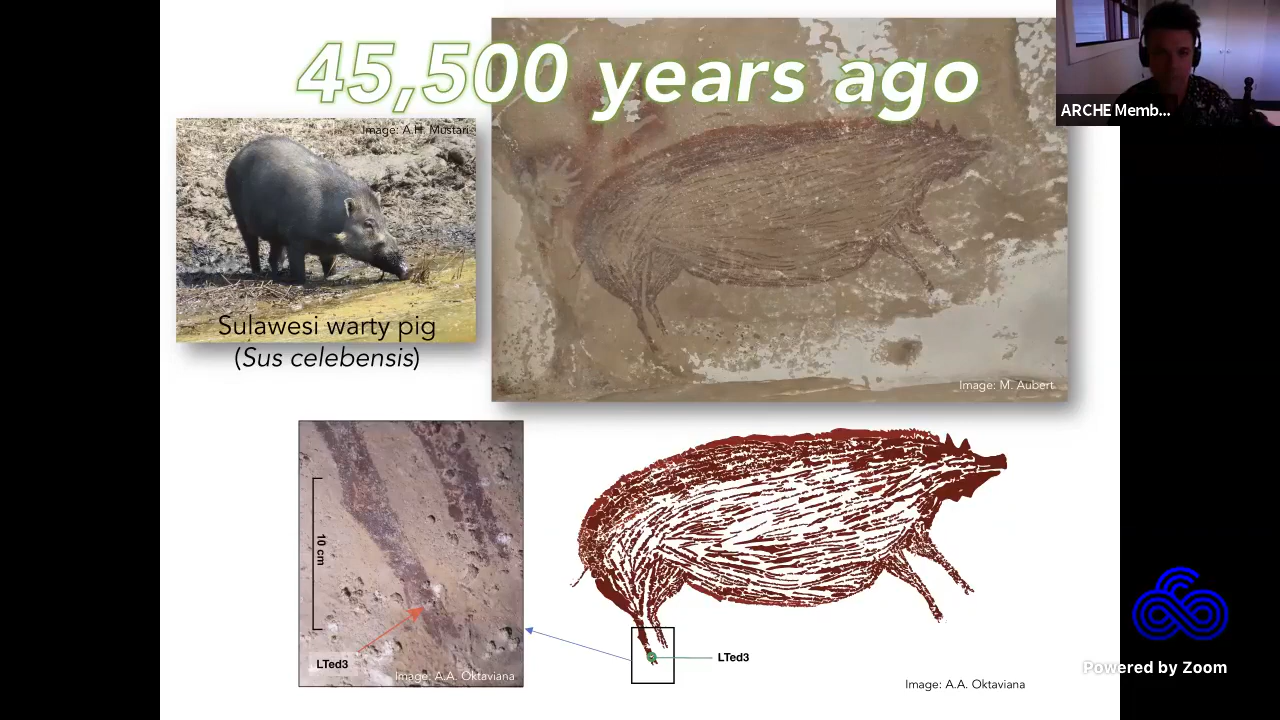 45,500 years ago
ARCHE Memb...
Image: A.H. Mustari
Sulawesi warty pig
(Sus celebensis)
Image: M. Aubert
10 cm
LTed3
Image: A.A. Oktaviana
LTed3
Image: A.A. Oktaviana
Powered by Zoom